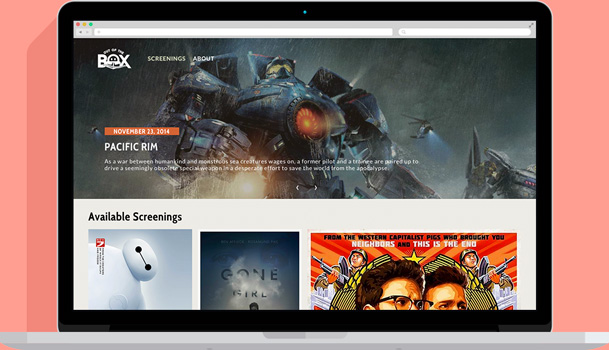 OUT OF THE
BOX
SCREENINGS ABOUT
NOVEMBER 23, 2014
PACIFIC RIM
As a war between humankind and monstrous sea creatures wages on, a former pilot and a trainee are paired up
to drive a seemingly obsolete special weapon in a desperate effort to save the world from the apocalypse.
Available Screenings
GONE
GIRL
FROM THE WESTERN CAPITALIST PIGS WHO BROUGHT YOU
NEIGHBORS AND THIS IS THE END